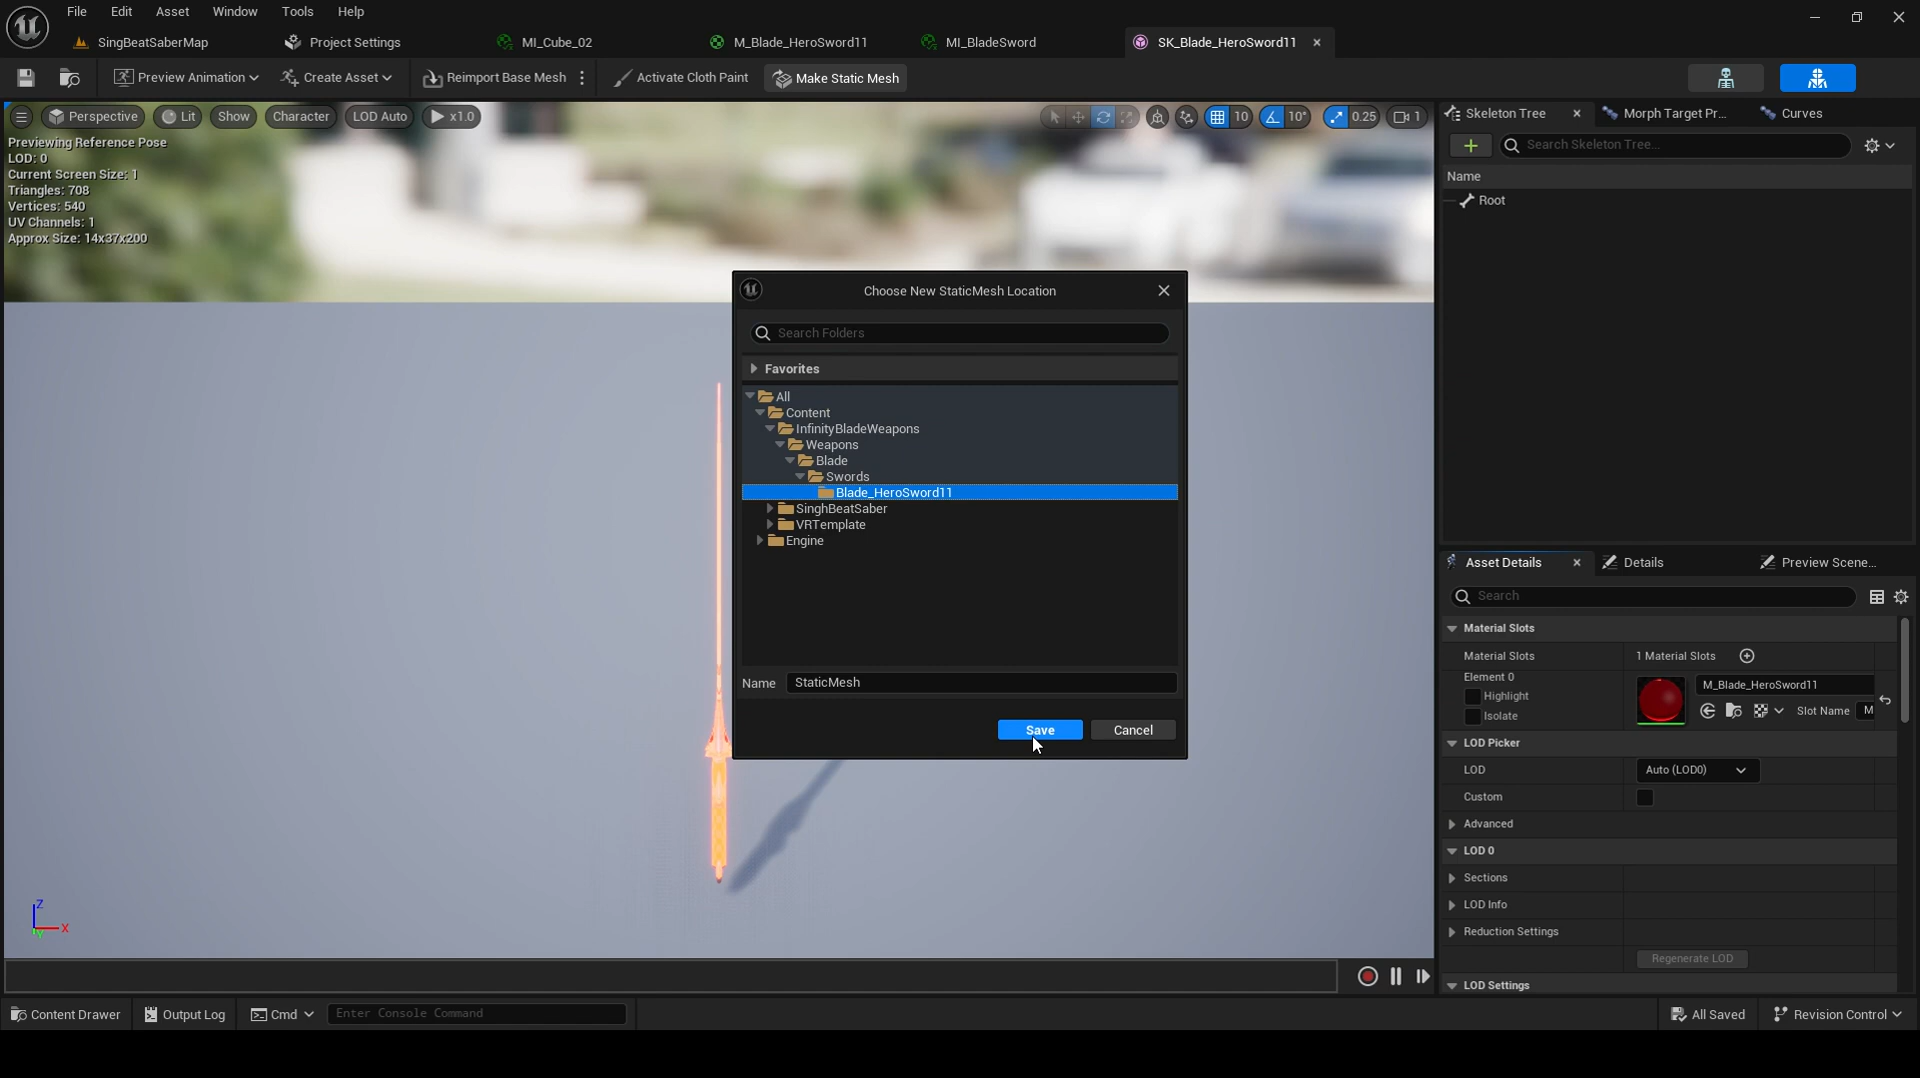 File Edit Asset Window Tools Help
SingBeatSaberMap Project Settings MI_Cube_02 M_Blade_HeroSword11 MI_BladeSword SK_Blade_HeroSword11
Preview Animation Create Asset Reimport Base Mesh Activate Cloth Paint Make Static Mesh
Perspective Lit Show Character LOD Auto x1.0 10 10° 0.25 1
Previewing Reference Pose
LOD: 0
Current Screen Size: 1
Triangles: 708
Vertices: 540
UV Channels: 1
Approx Size: 14x37x200
Choose New StaticMesh Location
Search Folders
Favorites
All
Content
InfinityBladeWeapons
Weapons
Blade
Swords
Blade_HeroSword11
SinghBeatSaber
VRTemplate
Engine
Name StaticMesh
Save Cancel
Z
X
Y
Skeleton Tree Morph Target Pr... Curves
Search Skeleton Tree...
Name
Root
Asset Details Details Preview Scene...
Search
Material Slots
Material Slots 1 Material Slots
Element 0
Highlight
Isolate
M_Blade_HeroSword11
Slot Name M
LOD Picker
LOD Auto (LOD0)
Custom
Advanced
LOD 0
Sections
LOD Info
Reduction Settings
Regenerate LOD
LOD Settings
Content Drawer Output Log Cmd Enter Console Command All Saved Revision Control